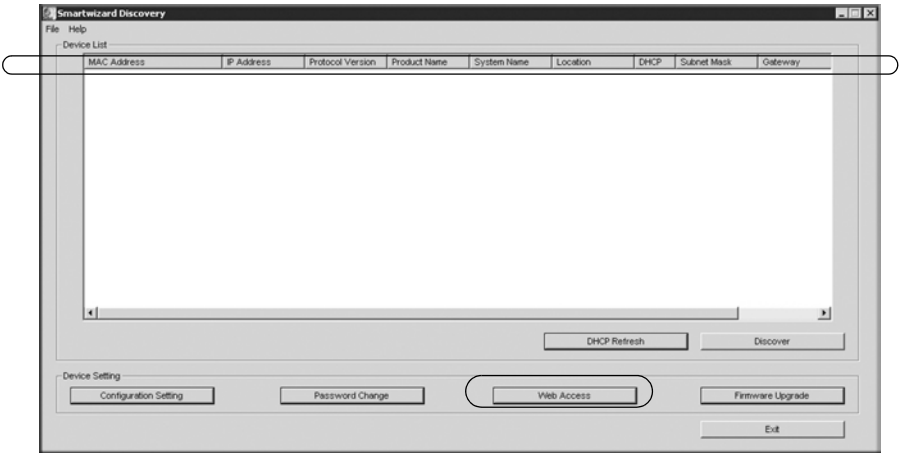 Smartwizard Discovery
File Help
Device List
MAC Address IP Address Protocol Version Product Name System Name Location DHCP Subnet Mask Gateway
DHCP Refresh Discover
Device Setting
Configuration Setting Password Change Web Access Firmware Upgrade
Exit